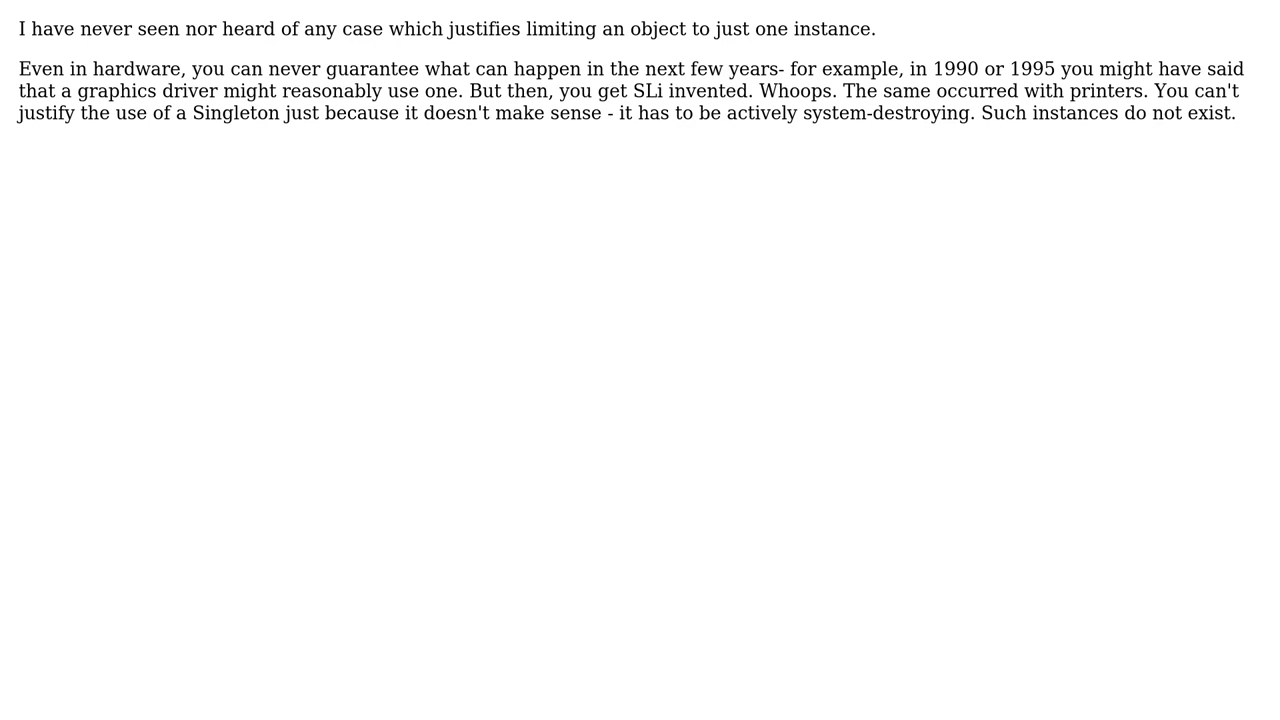 I have never seen nor heard of any case which justifies limiting an object to just one instance.
Even in hardware, you can never guarantee what can happen in the next few years- for example, in 1990 or 1995 you might have said
that a graphics driver might reasonably use one. But then, you get SLi invented. Whoops. The same occurred with printers. You can't
justify the use of a Singleton just because it doesn't make sense - it has to be actively system-destroying. Such instances do not exist.